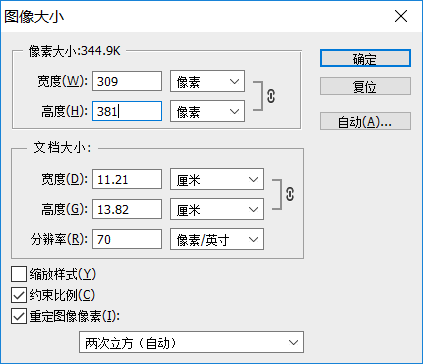 图像大小
像素大小:344.9K
宽度(W): 309 像素
高度(H): 381 像素
确定
复位
自动(A)...
文档大小:
宽度(D): 11.21 厘米
高度(G): 13.82 厘米
分辨率(R): 70 像素/英寸
缩放样式(Y)
约束比例(C)
重定图像像素(I):
两次立方（自动）